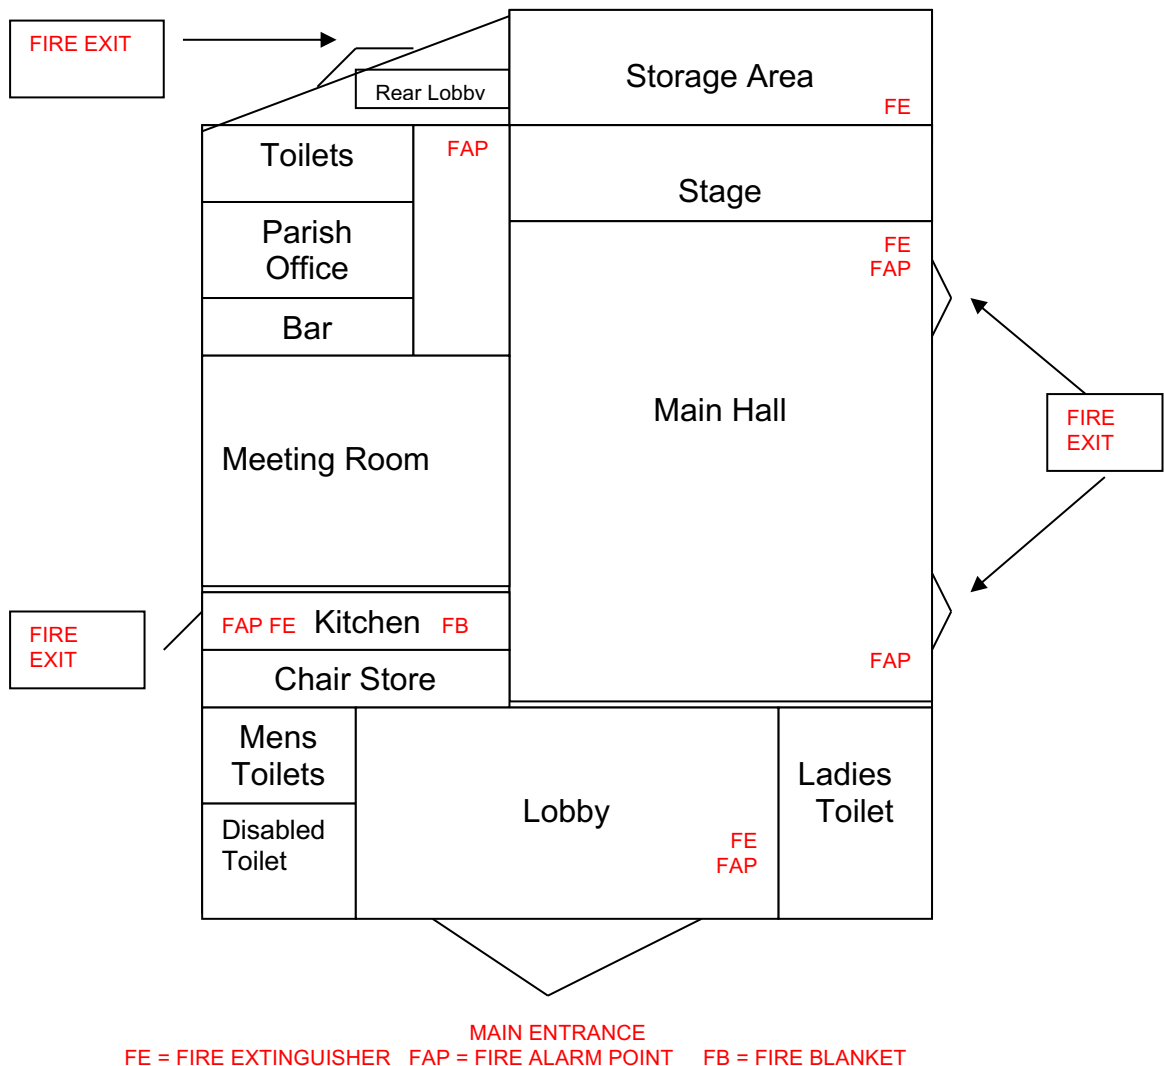 FIRE EXIT
Storage Area
FE
Rear Lobby
Toilets
FAP
Stage
Parish
Office
FE
FAP
Bar
Main Hall
FIRE
EXIT
Meeting Room
FIRE
EXIT
FAP FE Kitchen FB
FAP
Chair Store
Mens
Toilets
Lobby
Ladies
Toilet
Disabled
Toilet
FE
FAP
MAIN ENTRANCE
FE = FIRE EXTINGUISHER FAP = FIRE ALARM POINT FB = FIRE BLANKET